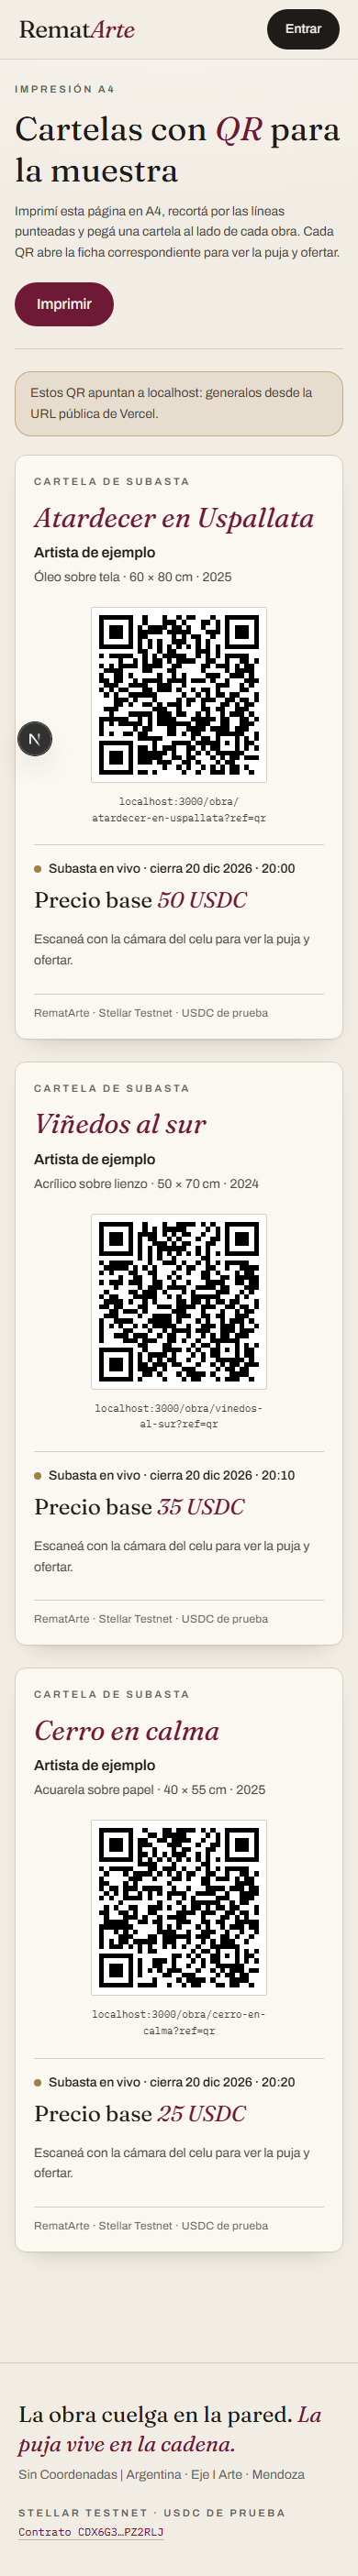 RematArte
Entrar
IMPRESIÓN A4
Cartelas con QR para
la muestra
Imprimí esta página en A4, recortá por las líneas
punteadas y pegá una cartela al lado de cada obra. Cada
QR abre la ficha correspondiente para ver la puja y ofertar.
Imprimir
Estos QR apuntan a localhost: generalos desde la
URL pública de Vercel.
CARTELA DE SUBASTA
Atardecer en Uspallata
Artista de ejemplo
Óleo sobre tela · 60 × 80 cm · 2025
N
localhost:3000/obra/
atardecer-en-uspallata?ref=qr
Subasta en vivo · cierra 20 dic 2026 · 20:00
Precio base 50 USDC
Escaneá con la cámara del celu para ver la puja y
ofertar.
RematArte · Stellar Testnet · USDC de prueba
CARTELA DE SUBASTA
Viñedos al sur
Artista de ejemplo
Acrílico sobre lienzo · 50 × 70 cm · 2024
localhost:3000/obra/vinedos-
al-sur?ref=qr
Subasta en vivo · cierra 20 dic 2026 · 20:10
Precio base 35 USDC
Escaneá con la cámara del celu para ver la puja y
ofertar.
RematArte · Stellar Testnet · USDC de prueba
CARTELA DE SUBASTA
Cerro en calma
Artista de ejemplo
Acuarela sobre papel · 40 × 55 cm · 2025
localhost:3000/obra/cerro-en-
calma?ref=qr
Subasta en vivo · cierra 20 dic 2026 · 20:20
Precio base 25 USDC
Escaneá con la cámara del celu para ver la puja y
ofertar.
RematArte · Stellar Testnet · USDC de prueba
La obra cuelga en la pared. La
puja vive en la cadena.
Sin Coordenadas | Argentina · Eje I Arte · Mendoza
STELLAR TESTNET · USDC DE PRUEBA
Contrato CDX6G3…PZ2RLJ